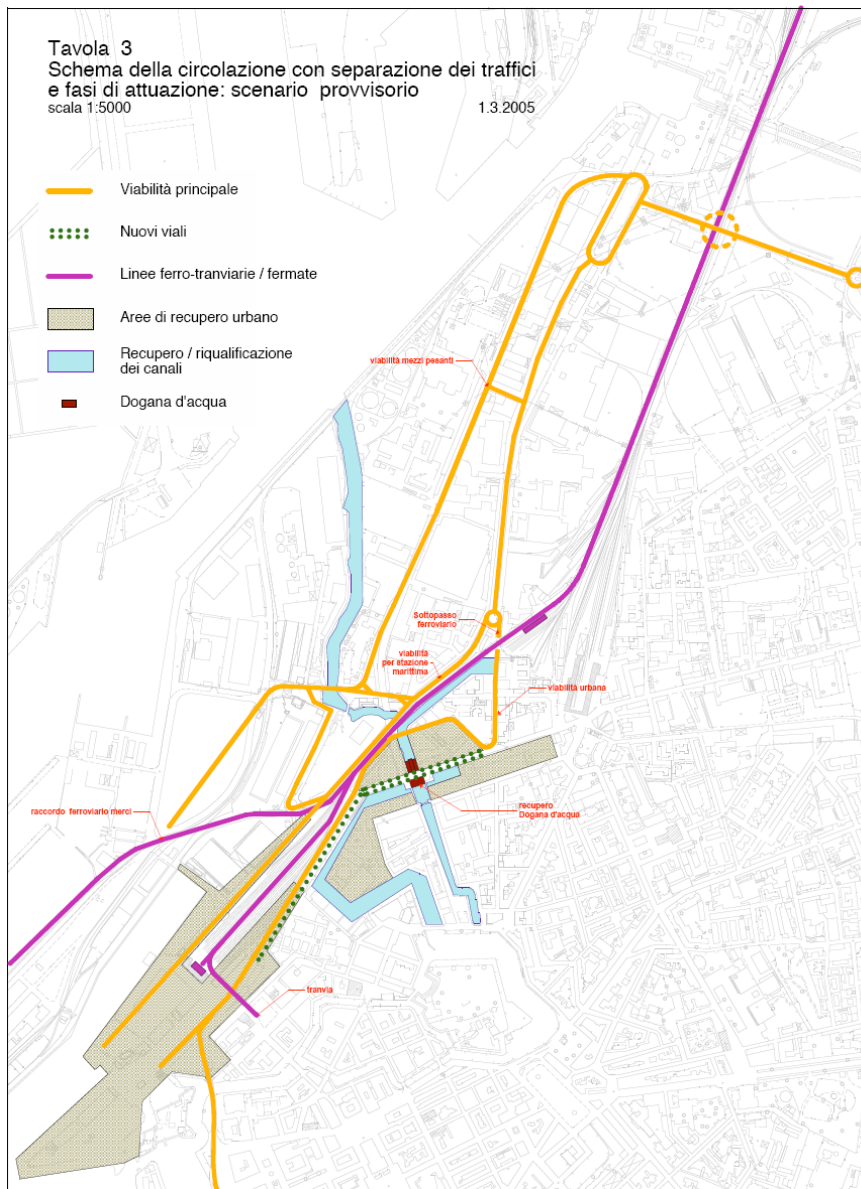 Tavola 3
Schema della circolazione con separazione dei traffici
e fasi di attuazione: scenario provvisorio
scala 1:5000 1.3.2005
Viabilità principale
Nuovi viali
Linee ferro-tranviarie / fermate
Aree di recupero urbano
Recupero / riqualificazione
dei canali
Dogana d'acqua
viabilità mezzi pesanti
Sottopasso
ferroviario
viabilità
per stazione
marittima
viabilità urbana
raccordo ferroviario merci
recupero
Dogana d'acqua
tranvia